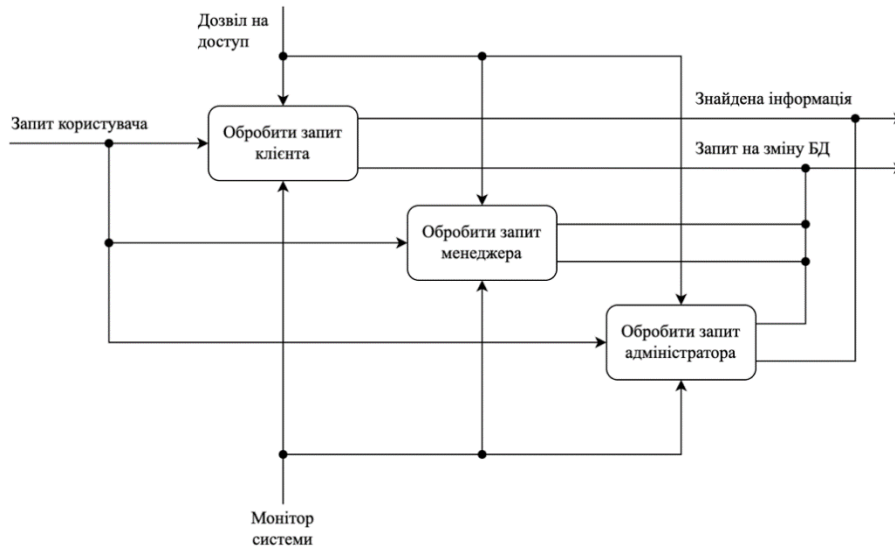 Дозвіл на
доступ
Знайдена інформація
Запит користувача
Обробити запит
клієнта
Запит на зміну БД
Обробити запит
менеджера
Обробити запит
адміністратора
Монітор
системи